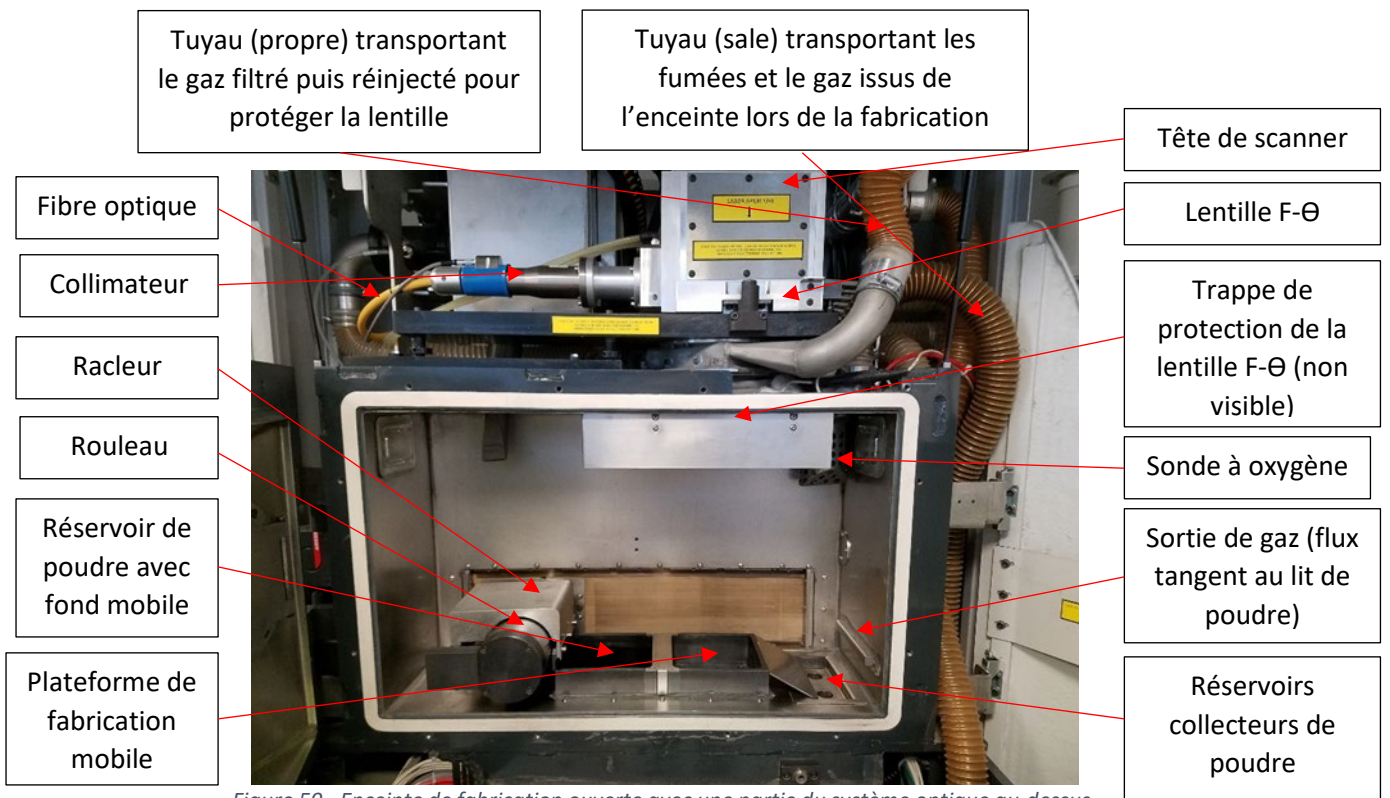 Tuyau (propre) transportant
le gaz filtré puis réinjecté pour
protéger la lentille
Tuyau (sale) transportant les
fumées et le gaz issus de
l’enceinte lors de la fabrication
Tête de scanner
Lentille F-ϴ
Trappe de
protection de la
lentille F-ϴ (non
visible)
Sonde à oxygène
Sortie de gaz (flux
tangent au lit de
poudre)
Réservoirs
collecteurs de
poudre
Fibre optique
Collimateur
Racleur
Rouleau
Réservoir de
poudre avec
fond mobile
Plateforme de
fabrication
mobile